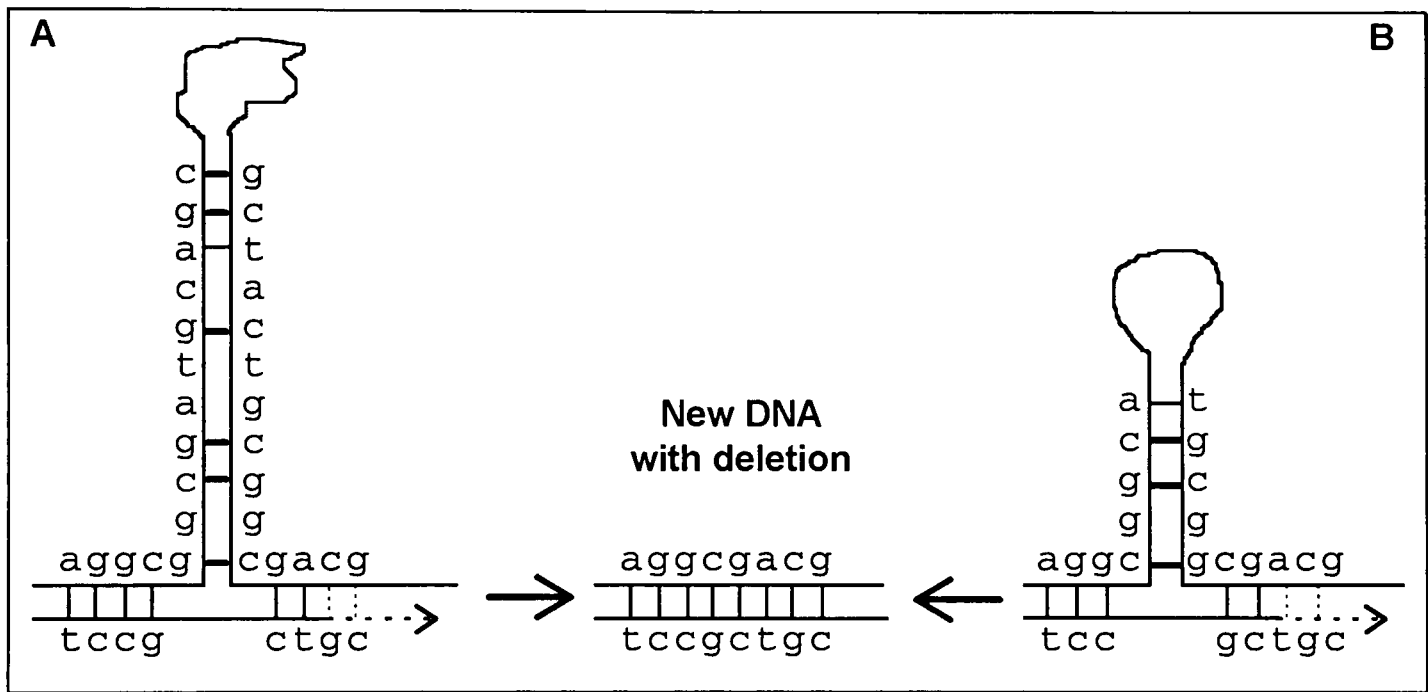 A
B
c g
g c
a t
c a
g c
t t
a g
g c
c g
g g
aggcg cgacg
tccg ctgc
New DNA
with deletion
aggcgacg
tccgctgc
a t
c g
g c
g g
aggc gcgacg
tcc gctgc